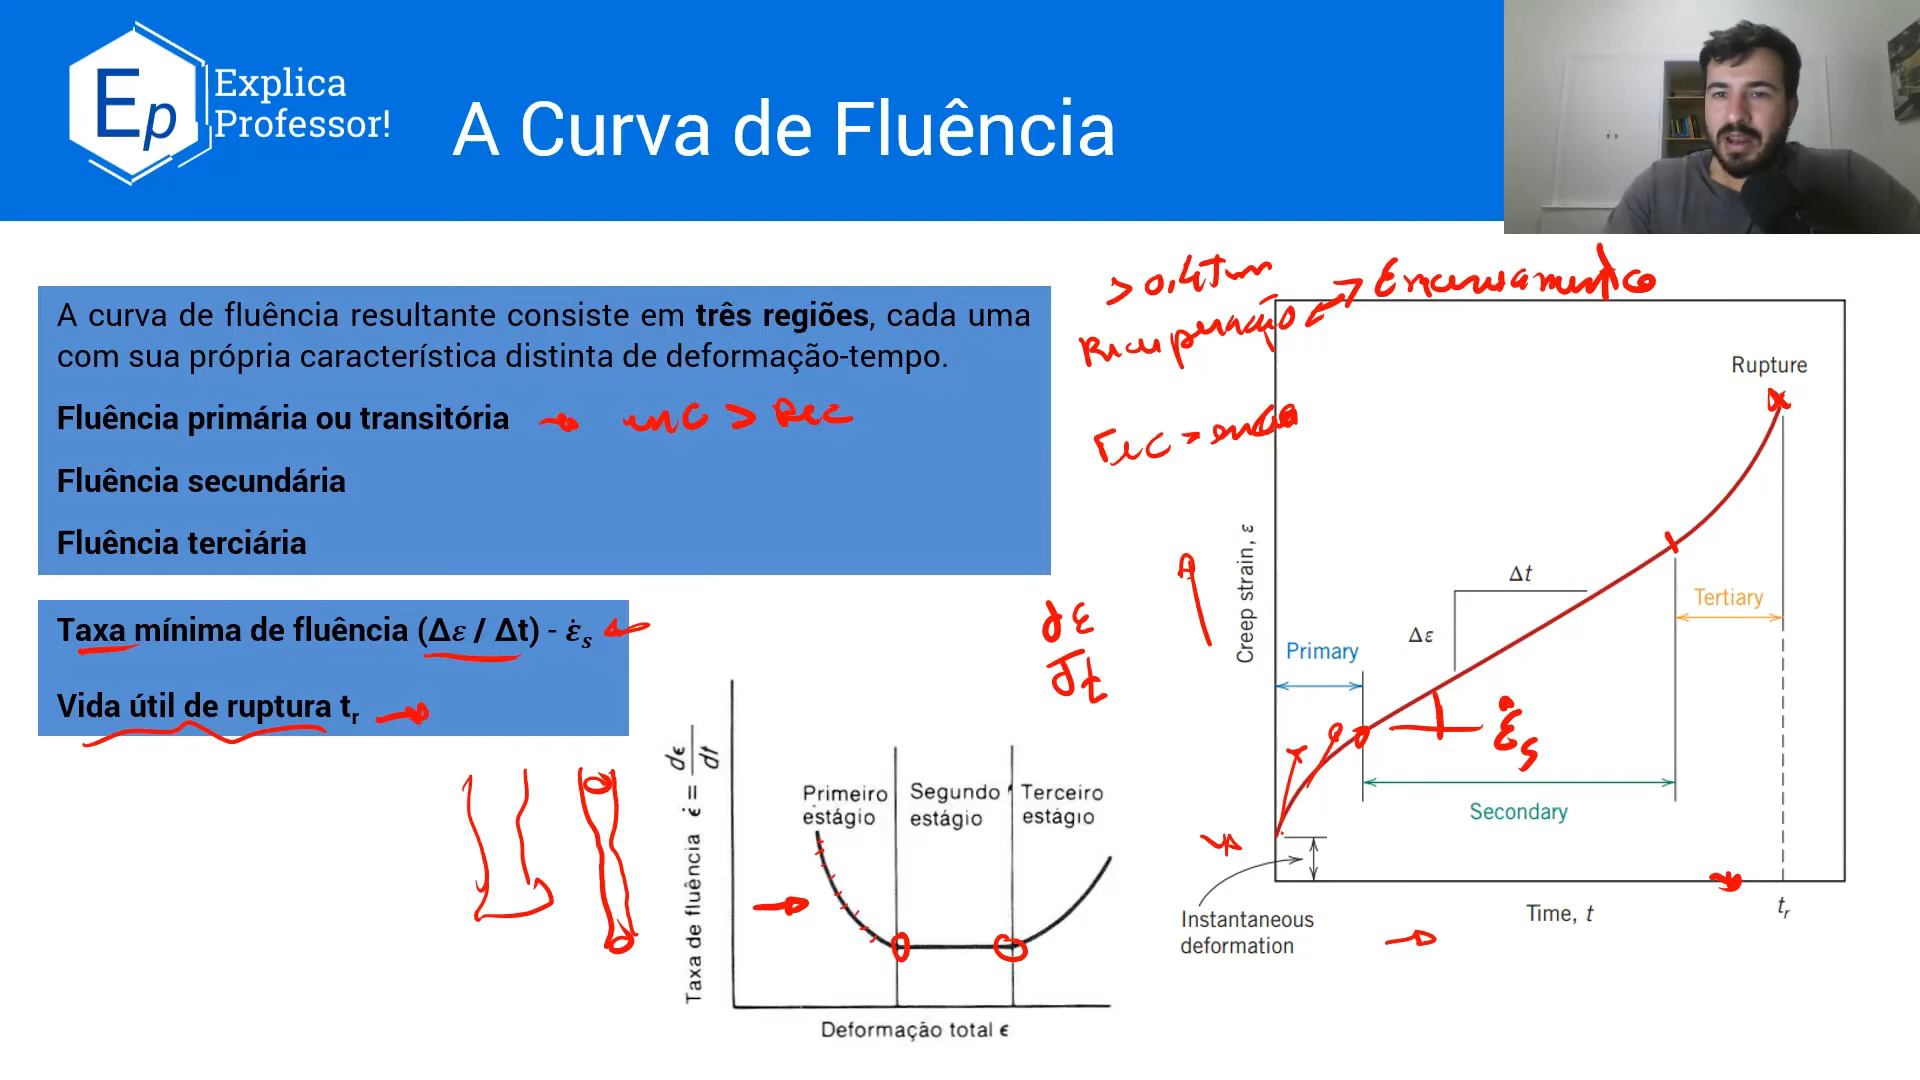 Ep
Explica
Professor!
A Curva de Fluência
A curva de fluência resultante consiste em três regiões, cada uma
com sua própria característica distinta de deformação-tempo.
Fluência primária ou transitória
enc > Rec
Fluência secundária
Fluência terciária
Taxa mínima de fluência (Δε / Δt) - ε̇s
Vida útil de ruptura tr
> 0,4Tm
Recuperação
Encruamento
dε
dt
Taxa de fluência ε̇ = dε/dt
Primeiro
estágio
Segundo
estágio
Terceiro
estágio
Deformação total ε
Rupture
Creep strain, ε
Δt
Δε
Primary
Tertiary
ε̇s
Secondary
Instantaneous
deformation
Time, t
tr